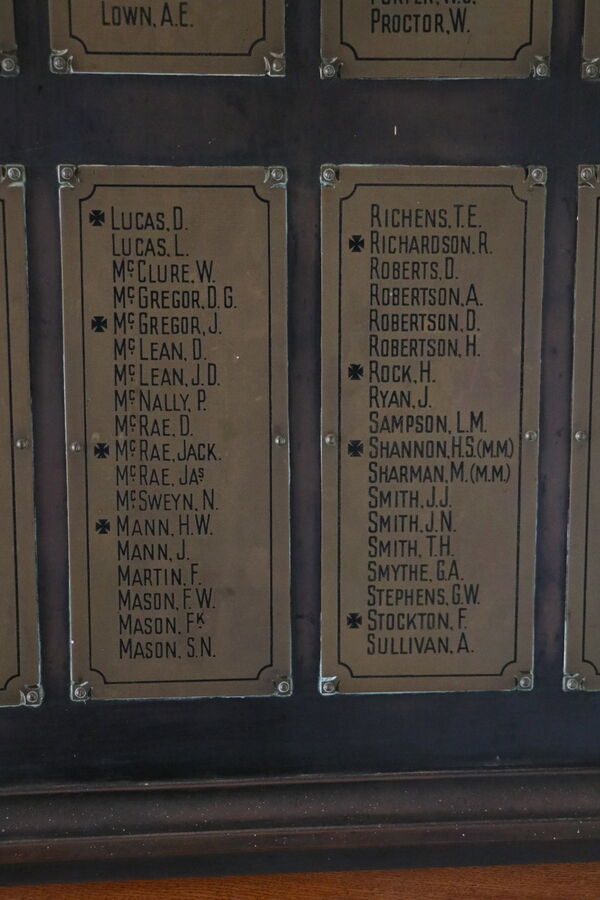 LOWN, A.E.
PROCTOR, W.
✠ LUCAS, D.
LUCAS, L.
McCLURE, W.
McGREGOR, D.G.
✠ McGREGOR, J.
McLEAN, D.
McLEAN, J.D.
McNALLY, P.
McRAE, D.
✠ McRAE, JACK.
McRAE, JAS
McSWEYN, N.
✠ MANN, H.W.
MANN, J.
MARTIN, F.
MASON, F.W.
MASON, FK
MASON, S.N.
RICHENS, T.E.
✠ RICHARDSON, R.
ROBERTS, D.
ROBERTSON, A.
ROBERTSON, D.
ROBERTSON, H.
✠ ROCK, H.
RYAN, J.
SAMPSON, L.M.
✠ SHANNON, H.S. (M.M.)
SHARMAN, M. (M.M.)
SMITH, J.J.
SMITH, J.N.
SMITH, T.H.
SMYTHE, G.A.
STEPHENS, G.W.
✠ STOCKTON, F.
SULLIVAN, A.